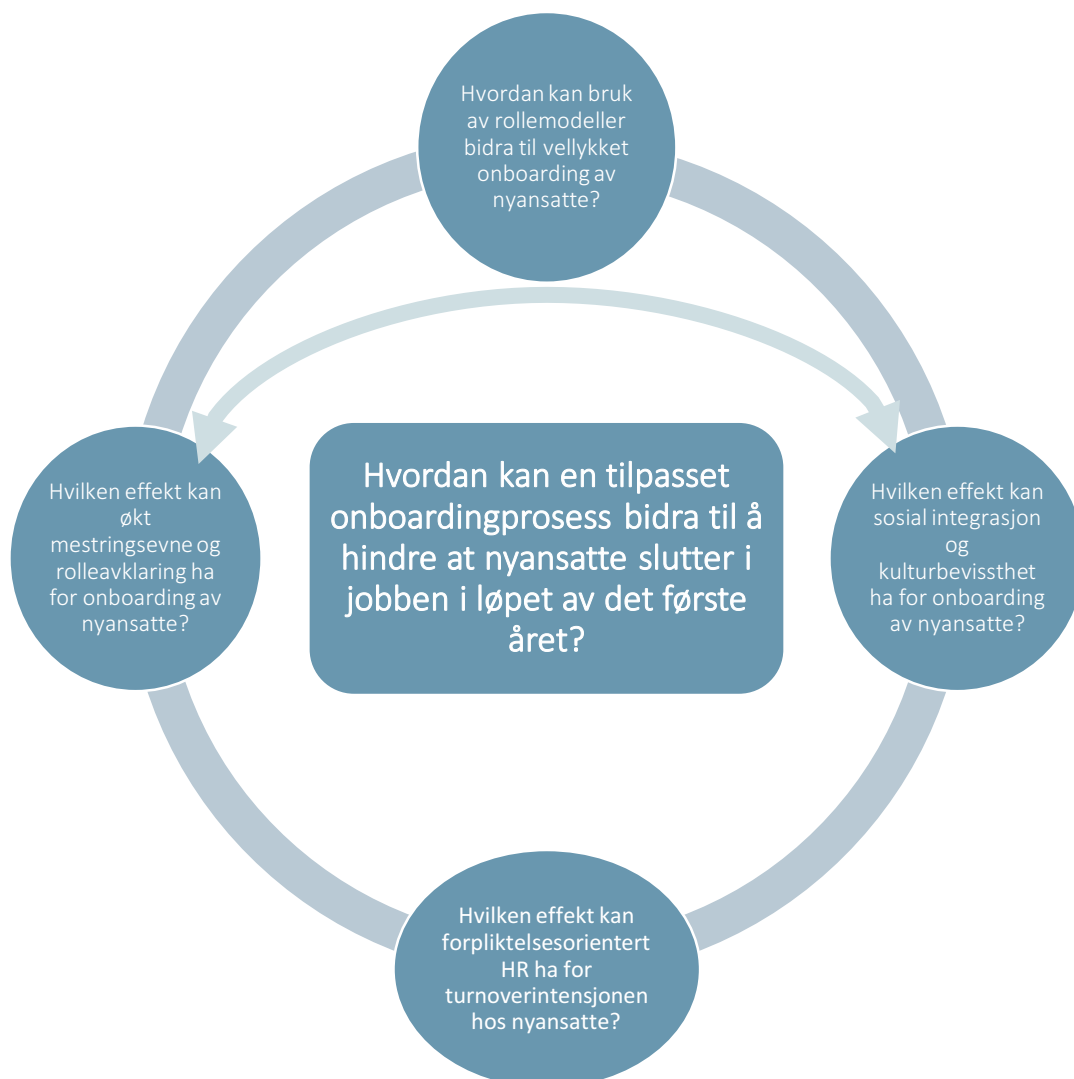 Hvordan kan bruk
av rollemodeller
bidra til vellykket
onboarding av
nyansatte?
Hvilken effekt kan
økt
mestringsevne og
rolleavklaring ha
for onboarding av
nyansatte?
Hvordan kan en tilpasset
onboardingprosess bidra til å
hindre at nyansatte slutter i
jobben i løpet av det første
året?
Hvilken effekt kan
sosial integrasjon
og
kulturbevissthet
ha for onboarding
av nyansatte?
Hvilken effekt kan
forpliktelsesorientert
HR ha for
turnoverintensjonen
hos nyansatte?